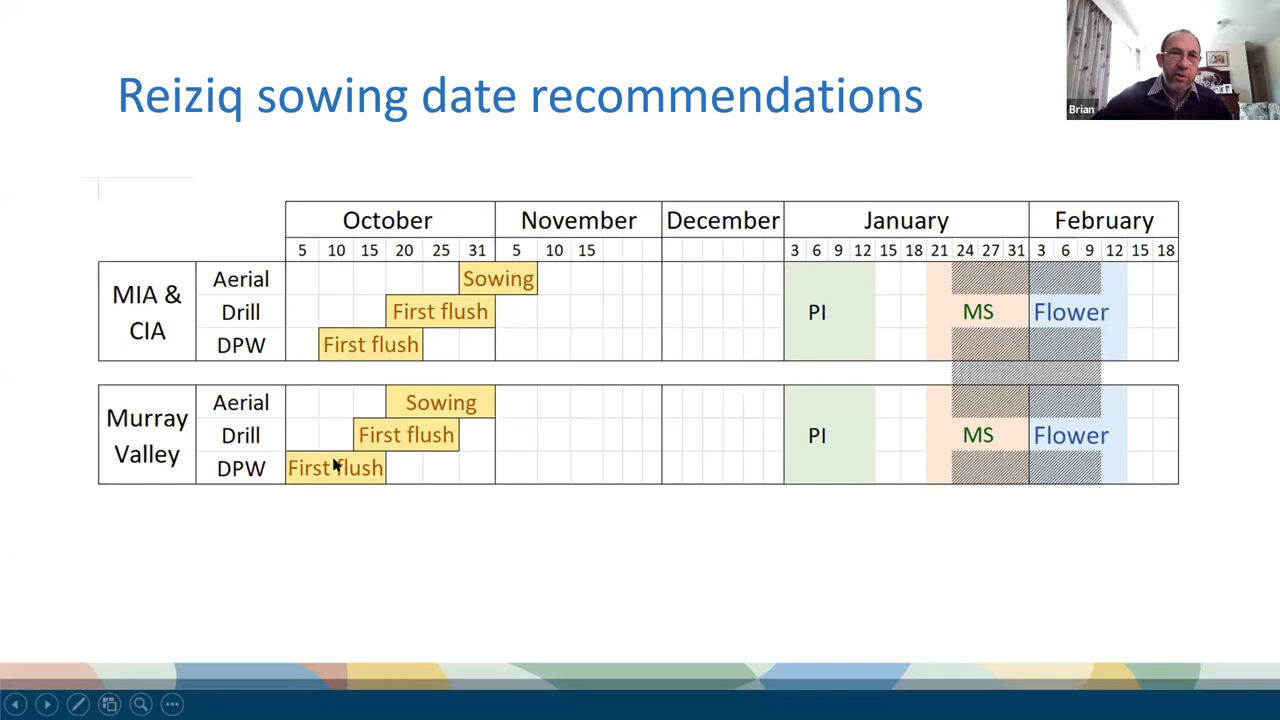 Brian
Reiziq sowing date recommendations
October November December January February
5 10 15 20 25 31 5 10 15 3 6 9 12 15 18 21 24 27 31 3 6 9 12 15 18
MIA &
CIA
Aerial Sowing
Drill First flush PI MS Flower
DPW First flush
Murray
Valley
Aerial Sowing
Drill First flush PI MS Flower
DPW First flush